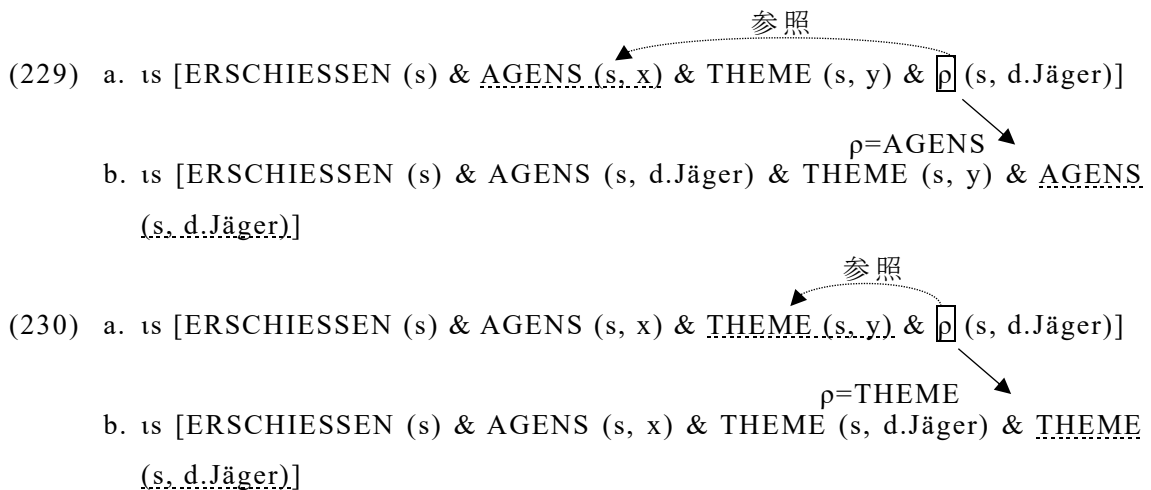 参照
(229) a. ιs [ERSCHIESSEN (s) & AGENS (s, x) & THEME (s, y) & ρ (s, d.Jäger)]
ρ=AGENS
b. ιs [ERSCHIESSEN (s) & AGENS (s, d.Jäger) & THEME (s, y) & AGENS
(s, d.Jäger)]
参照
(230) a. ιs [ERSCHIESSEN (s) & AGENS (s, x) & THEME (s, y) & ρ (s, d.Jäger)]
ρ=THEME
b. ιs [ERSCHIESSEN (s) & AGENS (s, x) & THEME (s, d.Jäger) & THEME
(s, d.Jäger)]